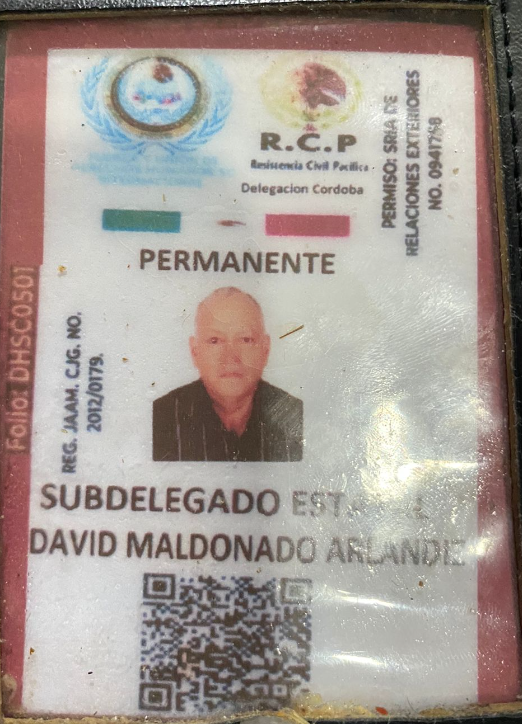 R.C.P
Resistencia Civil Pacifica
Delegacion Cordoba
PERMISO: SRIA DE
RELACIONES EXTERIORES
NO.
PERMANENTE
Folio: DHSC0501
REG. JAAM. CJG. NO.
2012/0179.
SUBDELEGADO
DAVID MALDONADO ARLANDIZ